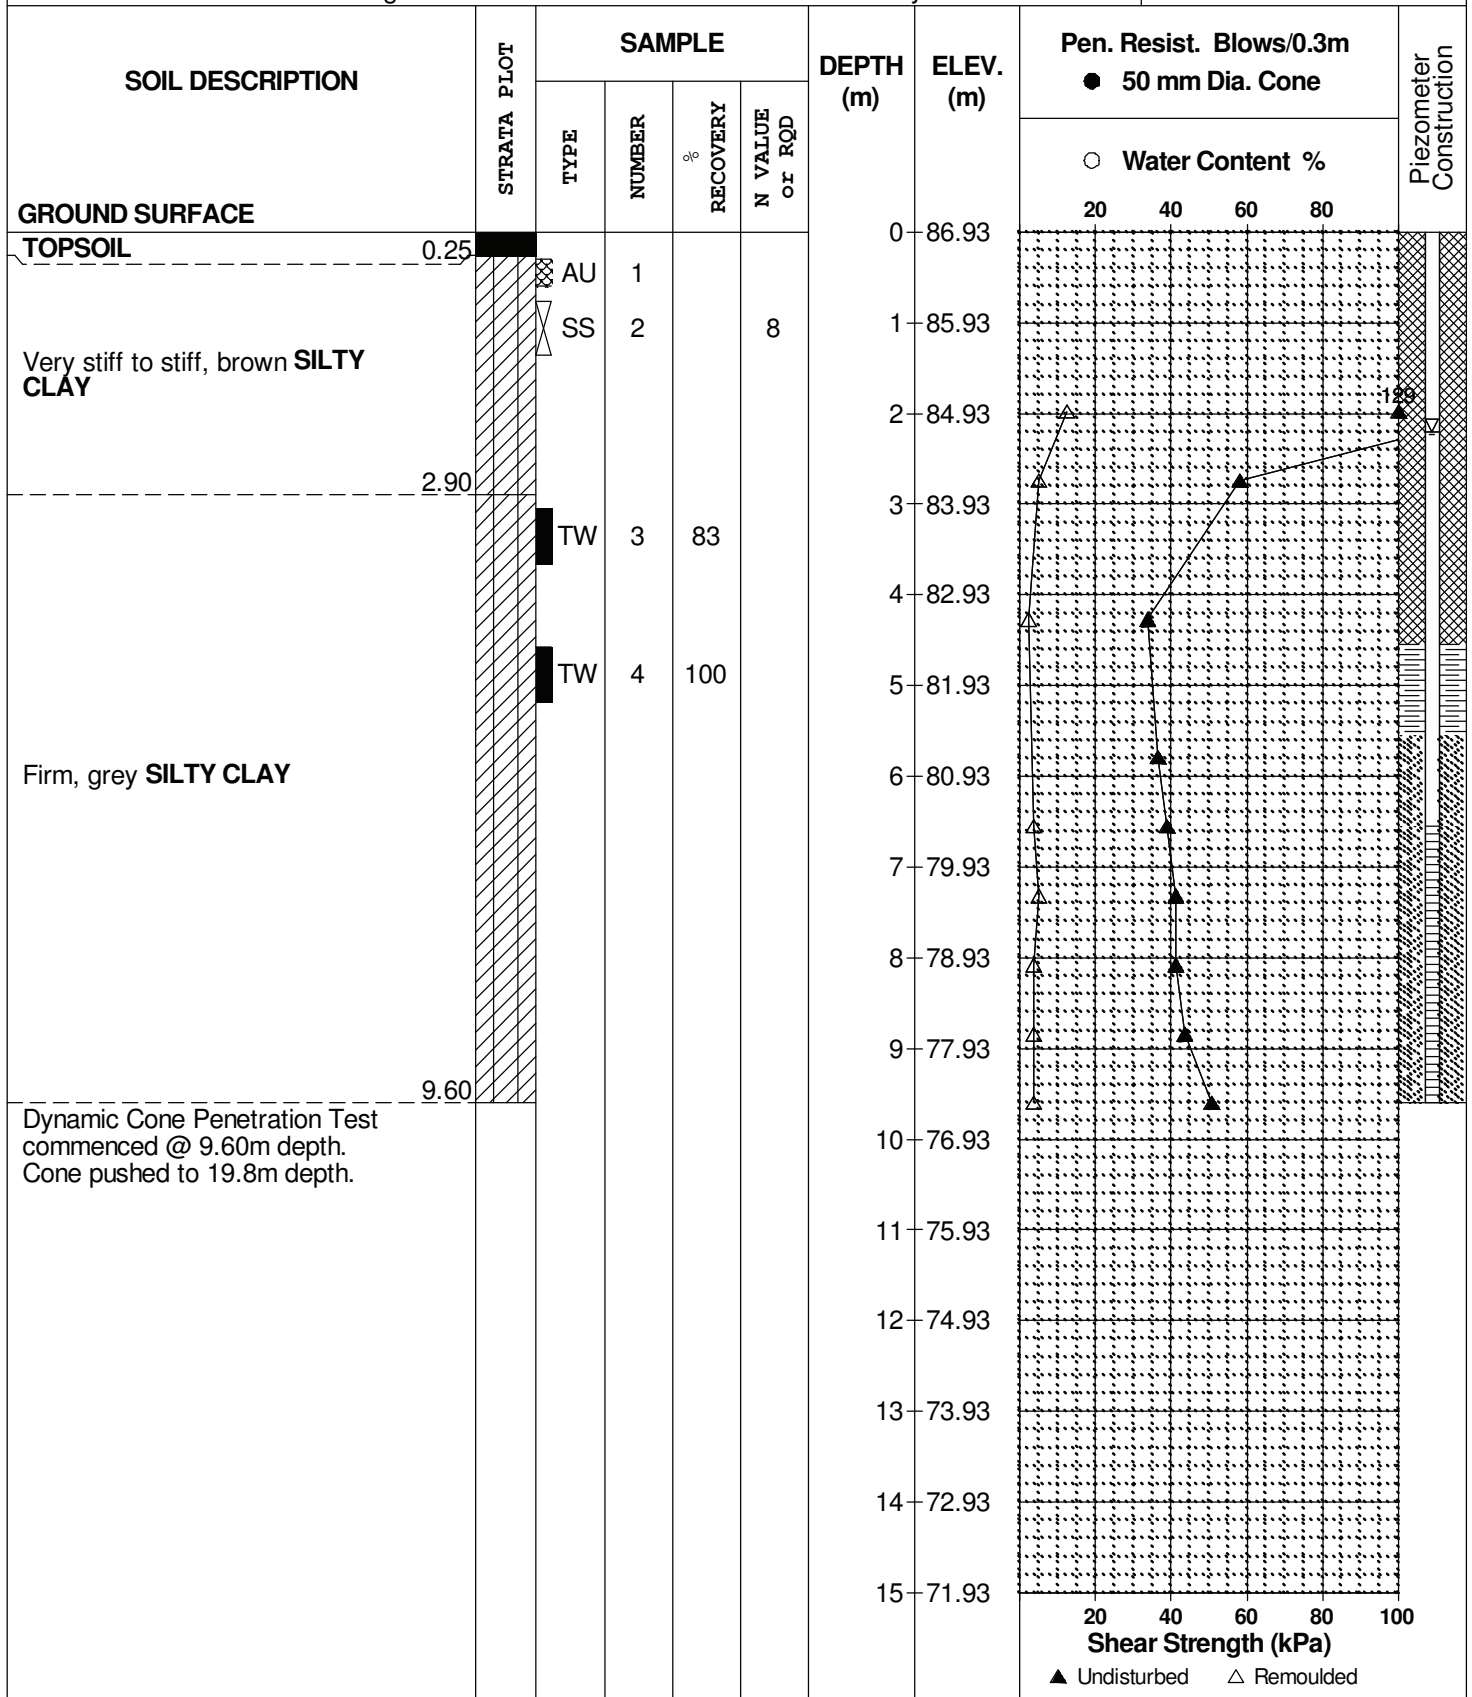 SOIL DESCRIPTION
STRATA PLOT
SAMPLE
TYPE
NUMBER
%
RECOVERY
N VALUE
or RQD
DEPTH
(m)
ELEV.
(m)
Pen. Resist. Blows/0.3m
● 50 mm Dia. Cone
○ Water Content %
Piezometer
Construction
GROUND SURFACE
20 40 60 80
0 86.93
TOPSOIL 0.25
AU 1
SS 2 8
1 85.93
Very stiff to stiff, brown SILTY
CLAY
129
2 84.93
2.90
3 83.93
TW 3 83
4 82.93
TW 4 100
5 81.93
Firm, grey SILTY CLAY
6 80.93
7 79.93
8 78.93
9 77.93
9.60
Dynamic Cone Penetration Test
commenced @ 9.60m depth.
Cone pushed to 19.8m depth.
10 76.93
11 75.93
12 74.93
13 73.93
14 72.93
15 71.93
20 40 60 80 100
Shear Strength (kPa)
▲ Undisturbed △ Remoulded